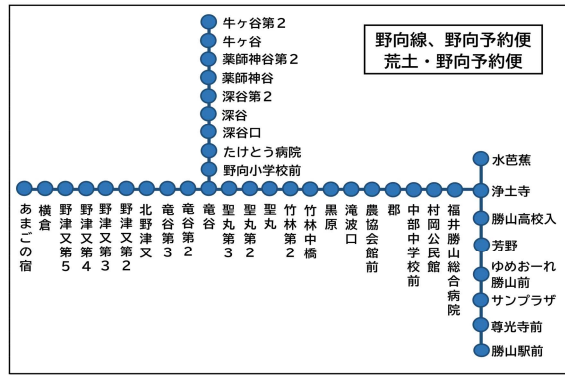 野向線、野向予約便
荒土・野向予約便
牛ヶ谷第２
牛ヶ谷
薬師神谷第２
薬師神谷
深谷第２
深谷
深谷口
たけとう病院
野向小学校前
あまごの宿
横倉
野津又第５
野津又第４
野津又第３
野津又第２
北野津又
竜谷第３
竜谷第２
竜谷
聖丸第３
聖丸第２
聖丸
竹林第２
竹林中橋
黒原
滝波口
農協会館前
郡
中部中学校前
村岡公民館
福井勝山総合病院
水芭蕉
浄土寺
勝山高校入
芳野
ゆめおーれ
勝山前
サンプラザ
尊光寺前
勝山駅前